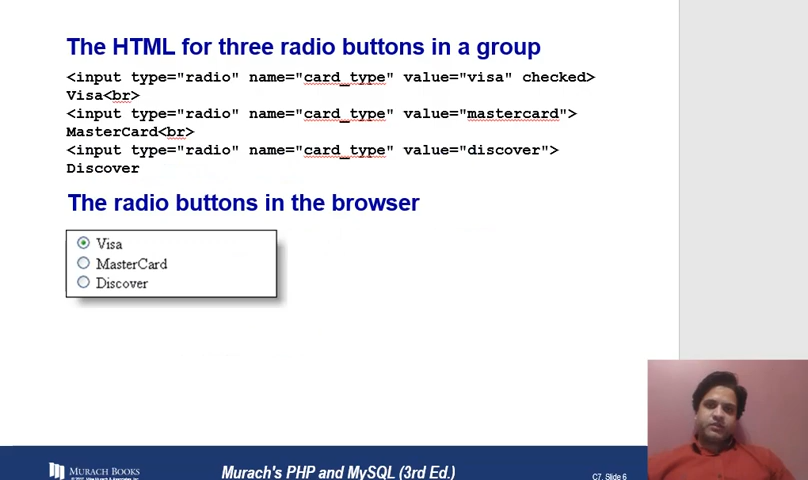 The HTML for three radio buttons in a group
<input type="radio" name="card_type" value="visa" checked>
Visa<br>
<input type="radio" name="card_type" value="mastercard">
MasterCard<br>
<input type="radio" name="card_type" value="discover">
Discover
The radio buttons in the browser
Visa
MasterCard
Discover
MURACH BOOKS
Murach's PHP and MySQL (3rd Ed.)
C7, Slide 6